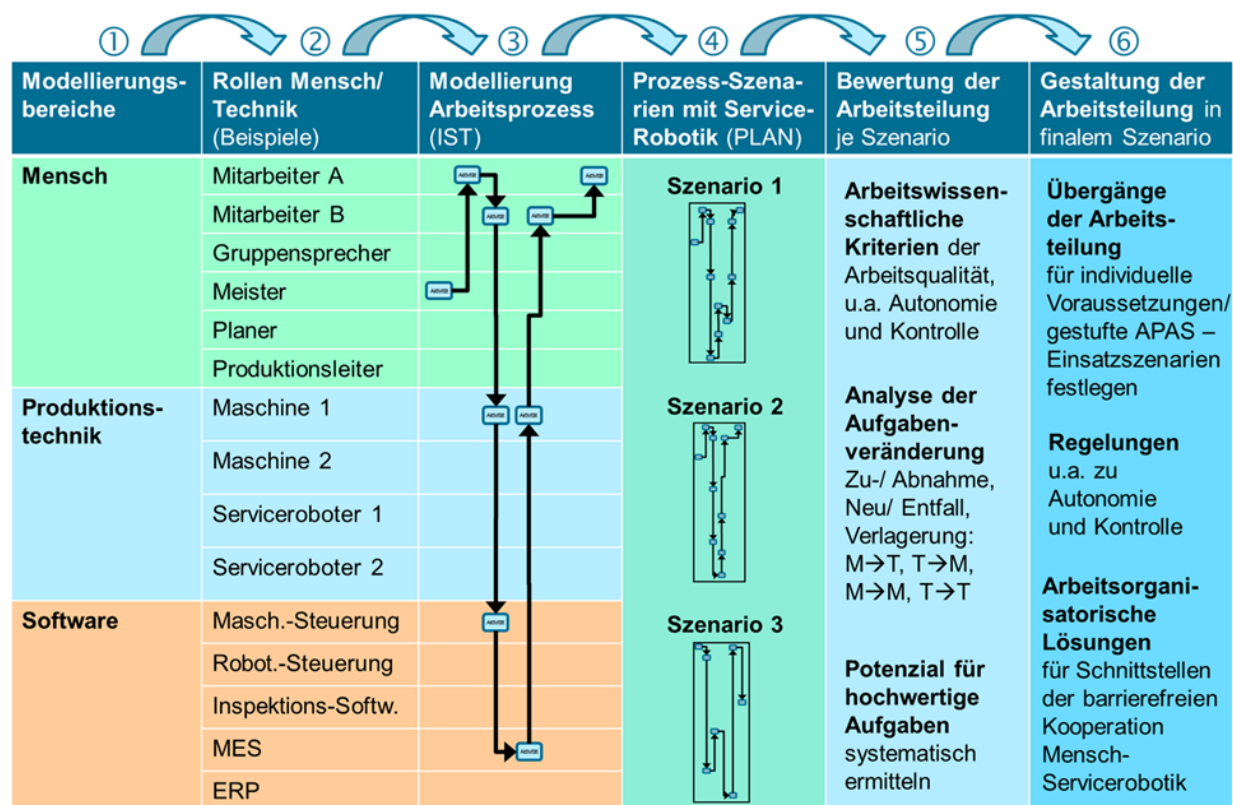 ① ② ③ ④ ⑤ ⑥
Modellierungs-
bereiche
Rollen Mensch/
Technik
(Beispiele)
Modellierung
Arbeitsprozess
(IST)
Prozess-Szena-
rien mit Service-
Robotik (PLAN)
Bewertung der
Arbeitsteilung
je Szenario
Gestaltung der
Arbeitsteilung in
finalem Szenario
Mensch
Mitarbeiter A
Mitarbeiter B
Gruppensprecher
Meister
Planer
Produktionsleiter
Produktions-
technik
Maschine 1
Maschine 2
Serviceroboter 1
Serviceroboter 2
Software
Masch.-Steuerung
Robot.-Steuerung
Inspektions-Softw.
MES
ERP
Szenario 1
Szenario 2
Szenario 3
Arbeitswissen-
schaftliche
Kriterien der
Arbeitsqualität,
u.a. Autonomie
und Kontrolle
Analyse der
Aufgaben-
veränderung
Zu-/ Abnahme,
Neu/ Entfall,
Verlagerung:
M→T, T→M,
M→M, T→T
Potenzial für
hochwertige
Aufgaben
systematisch
ermitteln
Übergänge
der Arbeits-
teilung
für individuelle
Voraussetzungen/
gestufte APAS –
Einsatzszenarien
festlegen
Regelungen
u.a. zu
Autonomie
und Kontrolle
Arbeitsorgani-
satorische
Lösungen
für Schnittstellen
der barrierefreien
Kooperation
Mensch-
Servicerobotik